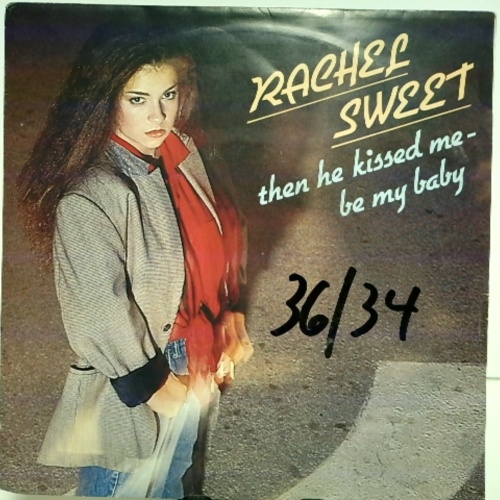 RACHEL
SWEET
then he kissed me -
be my baby
36/34